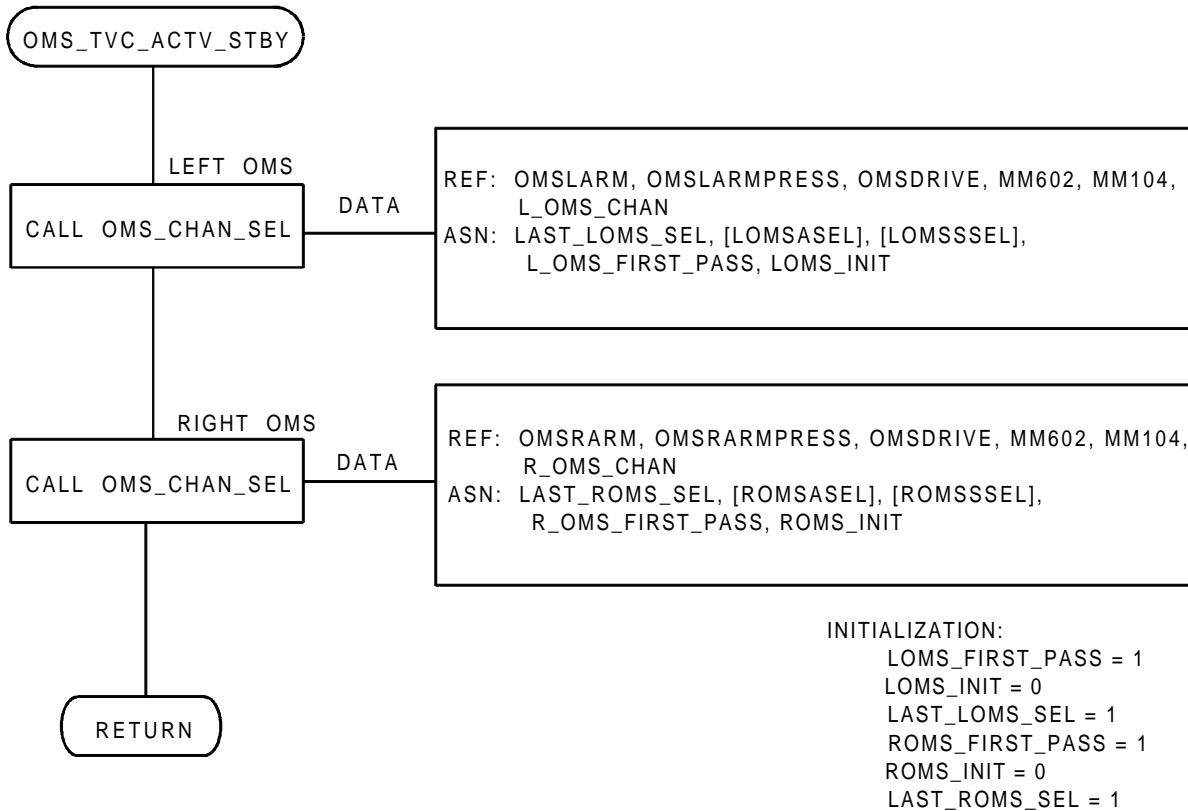 OMS_TVC_ACTV_STBY
LEFT OMS
CALL OMS_CHAN_SEL
DATA
REF: OMSLARM, OMSLARMPRESS, OMSDRIVE, MM602, MM104,
L_OMS_CHAN
ASN: LAST_LOMS_SEL, [LOMSASEL], [LOMSSSEL],
L_OMS_FIRST_PASS, LOMS_INIT
RIGHT OMS
CALL OMS_CHAN_SEL
DATA
REF: OMSRARM, OMSRARMPRESS, OMSDRIVE, MM602, MM104,
R_OMS_CHAN
ASN: LAST_ROMS_SEL, [ROMSASEL], [ROMSSSEL],
R_OMS_FIRST_PASS, ROMS_INIT
RETURN
INITIALIZATION:
LOMS_FIRST_PASS = 1
LOMS_INIT = 0
LAST_LOMS_SEL = 1
ROMS_FIRST_PASS = 1
ROMS_INIT = 0
LAST_ROMS_SEL = 1